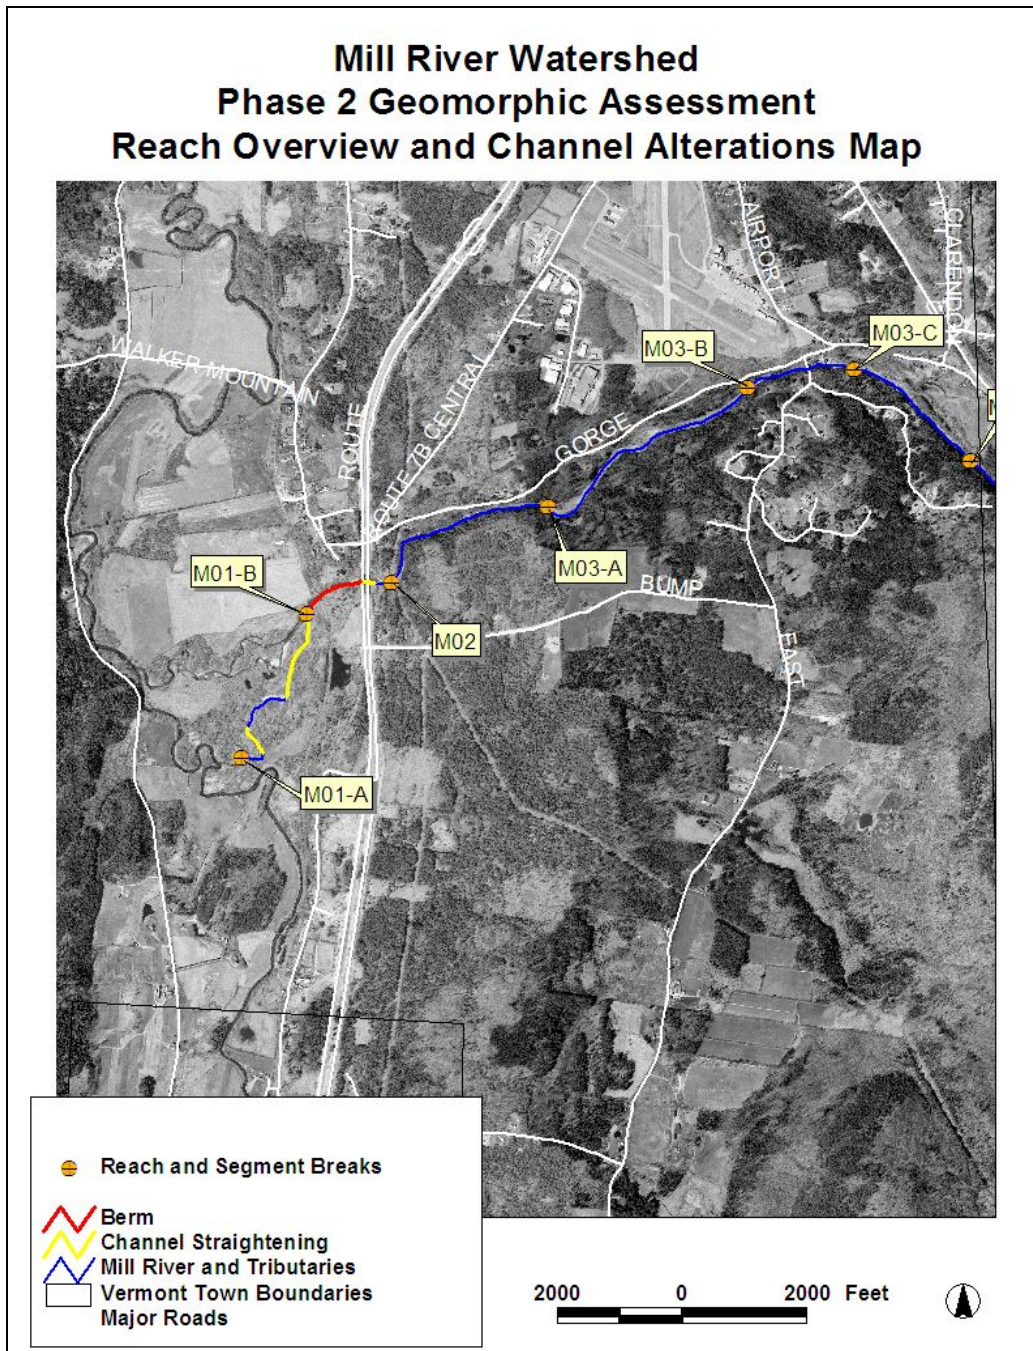 Mill River Watershed
Phase 2 Geomorphic Assessment
Reach Overview and Channel Alterations Map
AIRPORT
CLARENDON
M03-C
M03-B
WALKER MOUNTAIN
ROUTE
ROUTE 7B CENTRAL
GORGE
M03-A
M01-B
BUMP
M02
EAST
M01-A
Reach and Segment Breaks
Berm
Channel Straightening
Mill River and Tributaries
Vermont Town Boundaries
Major Roads
2000 0 2000 Feet